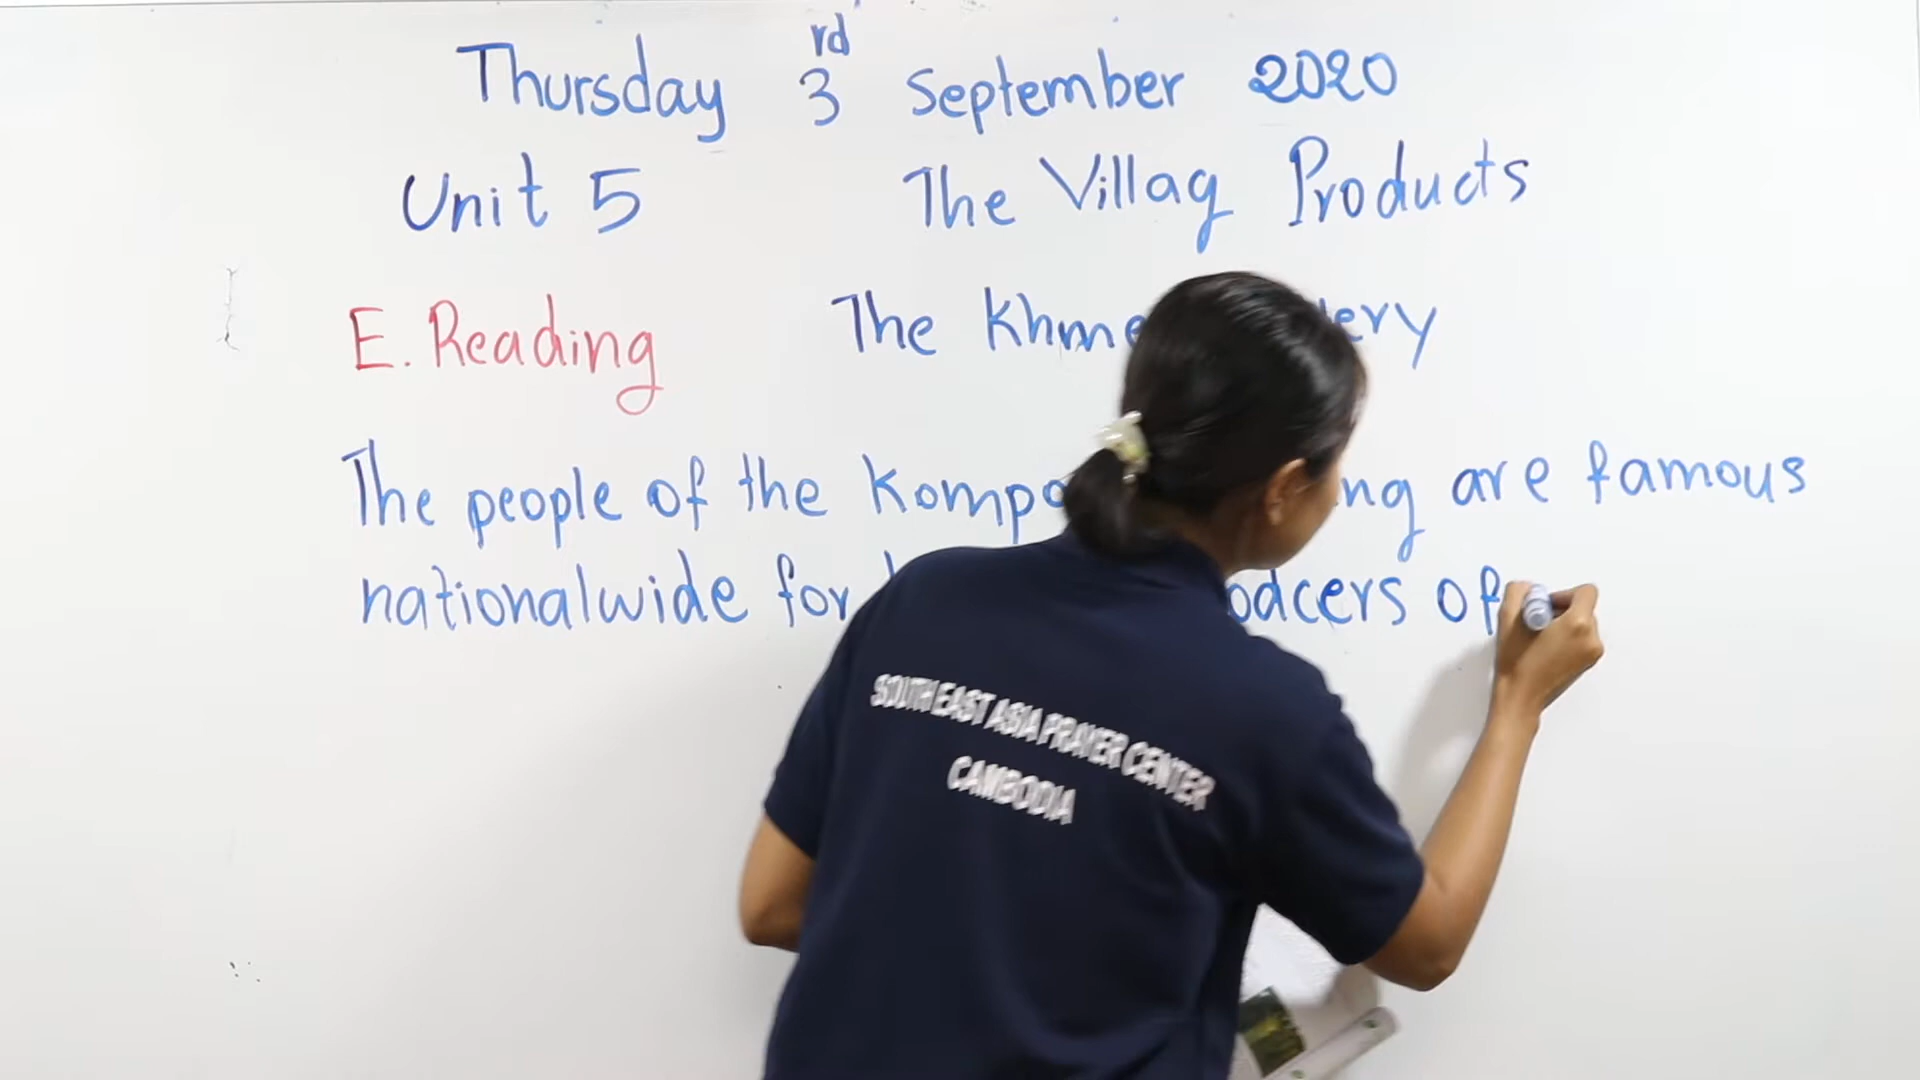 Thursday 3rd September 2020
Unit 5 The Villag Products
E. Reading The Khme ery
The people of the Kompo ng are famous
nationalwide for odcers of
SOUTH EAST ASIA PRAYER CENTER
CAMBODIA